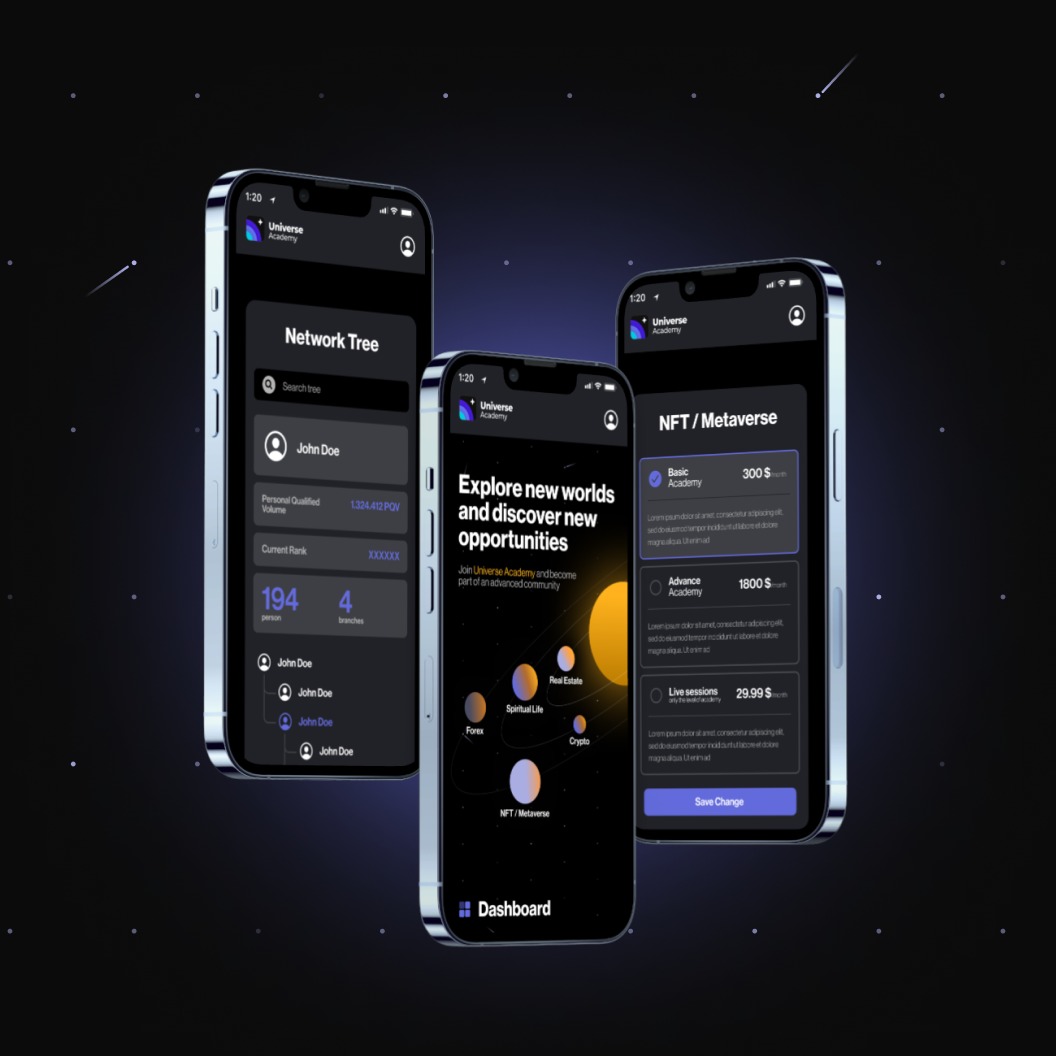 1:20
Universe
Academy
Network Tree
Search tree
John Doe
Personal Qualified
Volume
1.324.412 PQV
Current Rank
XXXXXX
194
person
4
branches
John Doe
John Doe
John Doe
John Doe
1:20
Universe
Academy
Explore new worlds
and discover new
opportunities
Join Universe Academy and become
part of an advanced community
Real Estate
Spiritual Life
Forex
Crypto
NFT / Metaverse
Dashboard
1:20
Universe
Academy
NFT / Metaverse
Basic
Academy
300 $/month
Lorem ipsum dolor sit amet, consectetur adipiscing elit,
sed do eiusmod tempor incididunt ut labore et dolore
magna aliqua. Ut enim ad
Advance
Academy
1800 $/month
Lorem ipsum dolor sit amet, consectetur adipiscing elit,
sed do eiusmod tempor incididunt ut labore et dolore
magna aliqua. Ut enim ad
Live sessions
only the level of academy
29.99 $/month
Lorem ipsum dolor sit amet, consectetur adipiscing elit,
sed do eiusmod tempor incididunt ut labore et dolore
magna aliqua. Ut enim ad
Save Change